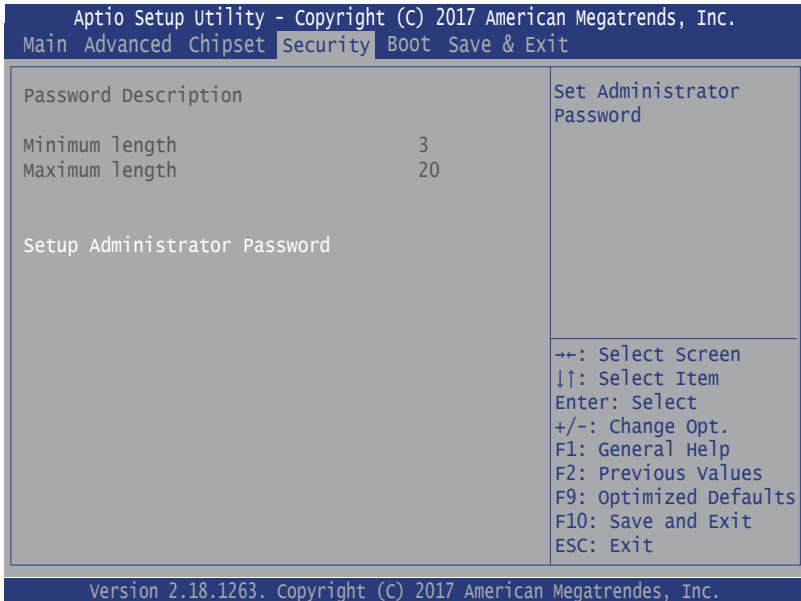 Aptio Setup Utility - Copyright (C) 2017 American Megatrends, Inc.
Main Advanced Chipset Security Boot Save & Exit
Password Description
Minimum length 3
Maximum length 20
Setup Administrator Password
Set Administrator
Password
→←: Select Screen
↓↑: Select Item
Enter: Select
+/-: Change Opt.
F1: General Help
F2: Previous Values
F9: Optimized Defaults
F10: Save and Exit
ESC: Exit
Version 2.18.1263. Copyright (C) 2017 American Megatrendes, Inc.